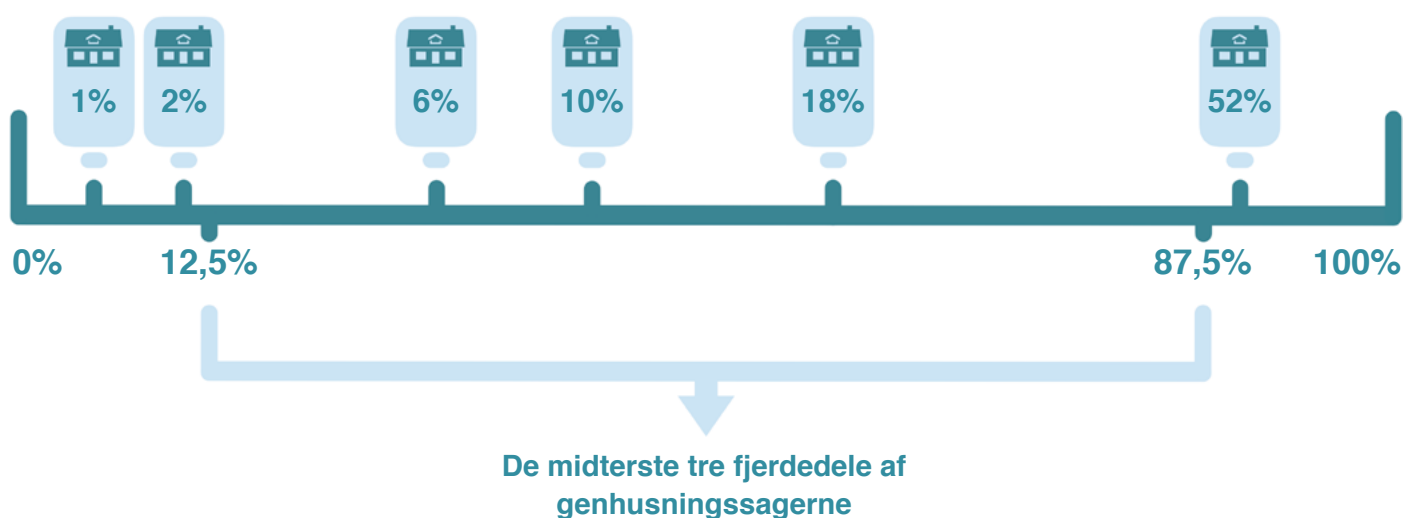 1% 2% 6% 10% 18% 52%
0% 12,5% 87,5% 100%
De midterste tre fjerdedele af
genhusningssagerne